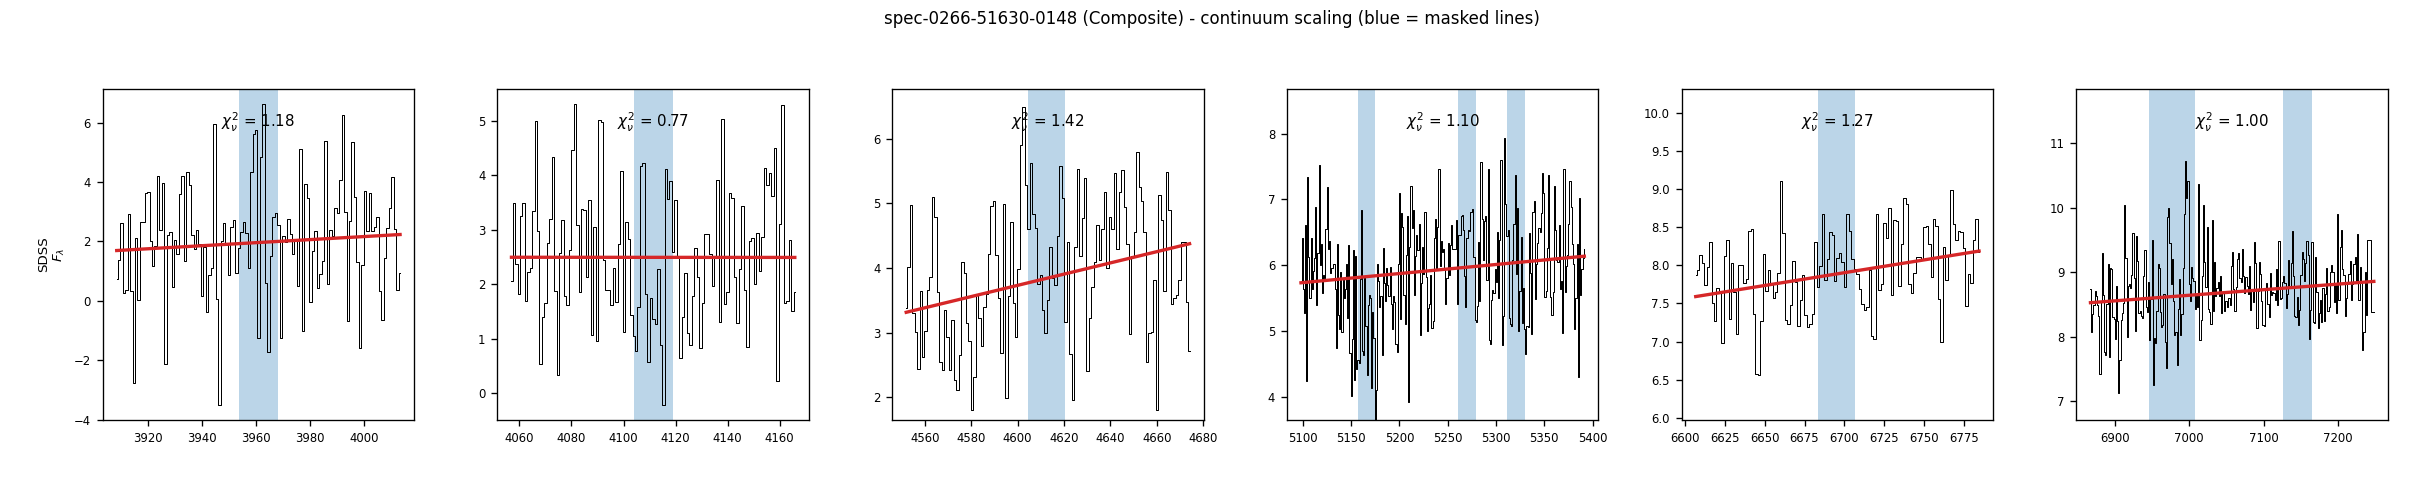 spec-0266-51630-0148 (Composite) - continuum scaling (blue = masked lines)
SDSS
F_λ
χ²_ν = 1.18
6
4
2
0
−2
−4
3920 3940 3960 3980 4000
χ²_ν = 0.77
5
4
3
2
1
0
4060 4080 4100 4120 4140 4160
χ²_ν = 1.42
6
5
4
3
2
4560 4580 4600 4620 4640 4660 4680
χ²_ν = 1.10
8
7
6
5
4
5100 5150 5200 5250 5300 5350 5400
χ²_ν = 1.27
10.0
9.5
9.0
8.5
8.0
7.5
7.0
6.5
6.0
6600 6625 6650 6675 6700 6725 6750 6775
χ²_ν = 1.00
11
10
9
8
7
6900 7000 7100 7200